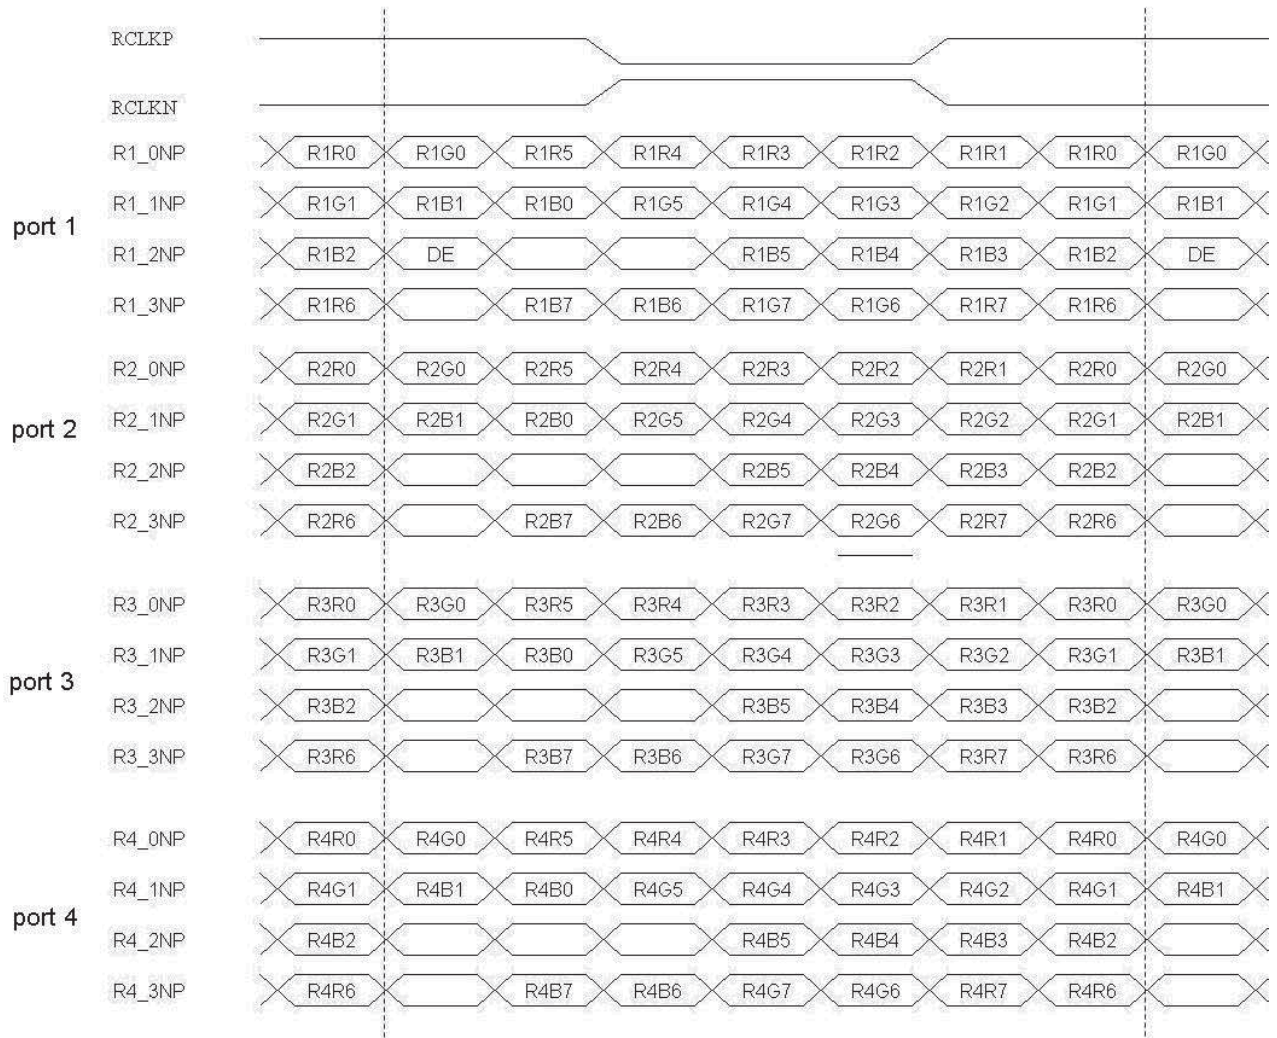 RCLKP
RCLKN
R1_0NP R1R0 R1G0 R1R5 R1R4 R1R3 R1R2 R1R1 R1R0 R1G0
R1_1NP R1G1 R1B1 R1B0 R1G5 R1G4 R1G3 R1G2 R1G1 R1B1
port 1
R1_2NP R1B2 DE R1B5 R1B4 R1B3 R1B2 DE
R1_3NP R1R6 R1B7 R1B6 R1G7 R1G6 R1R7 R1R6
R2_0NP R2R0 R2G0 R2R5 R2R4 R2R3 R2R2 R2R1 R2R0 R2G0
R2_1NP R2G1 R2B1 R2B0 R2G5 R2G4 R2G3 R2G2 R2G1 R2B1
port 2
R2_2NP R2B2 R2B5 R2B4 R2B3 R2B2
R2_3NP R2R6 R2B7 R2B6 R2G7 R2G6 R2R7 R2R6
R3_0NP R3R0 R3G0 R3R5 R3R4 R3R3 R3R2 R3R1 R3R0 R3G0
R3_1NP R3G1 R3B1 R3B0 R3G5 R3G4 R3G3 R3G2 R3G1 R3B1
port 3
R3_2NP R3B2 R3B5 R3B4 R3B3 R3B2
R3_3NP R3R6 R3B7 R3B6 R3G7 R3G6 R3R7 R3R6
R4_0NP R4R0 R4G0 R4R5 R4R4 R4R3 R4R2 R4R1 R4R0 R4G0
R4_1NP R4G1 R4B1 R4B0 R4G5 R4G4 R4G3 R4G2 R4G1 R4B1
port 4
R4_2NP R4B2 R4B5 R4B4 R4B3 R4B2
R4_3NP R4R6 R4B7 R4B6 R4G7 R4G6 R4R7 R4R6